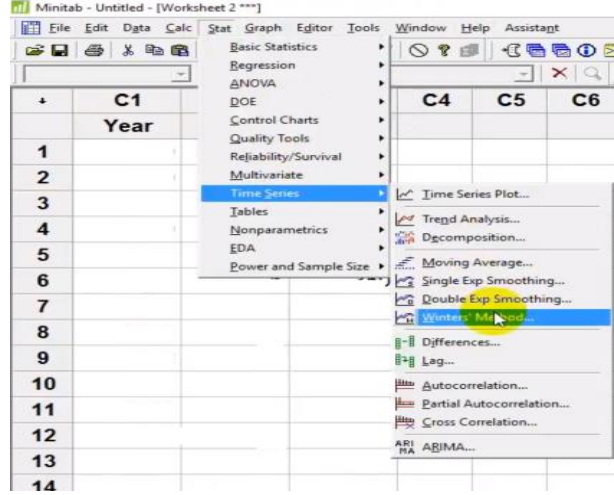 Minitab - Untitled - [Worksheet 2 ***]
File Edit Data Calc Stat Graph Editor Tools Window Help Assistant
Basic Statistics
Regression
ANOVA
DOE
Control Charts
Quality Tools
Reliability/Survival
Multivariate
Time Series
Tables
Nonparametrics
EDA
Power and Sample Size
Time Series Plot...
Trend Analysis...
Decomposition...
Moving Average...
Single Exp Smoothing...
Double Exp Smoothing...
Winters' Method...
Differences...
Lag...
Autocorrelation...
Partial Autocorrelation...
Cross Correlation...
ARIMA...
C1 C4 C5 C6
Year
1
2
3
4
5
6
7
8
9
10
11
12
13
14